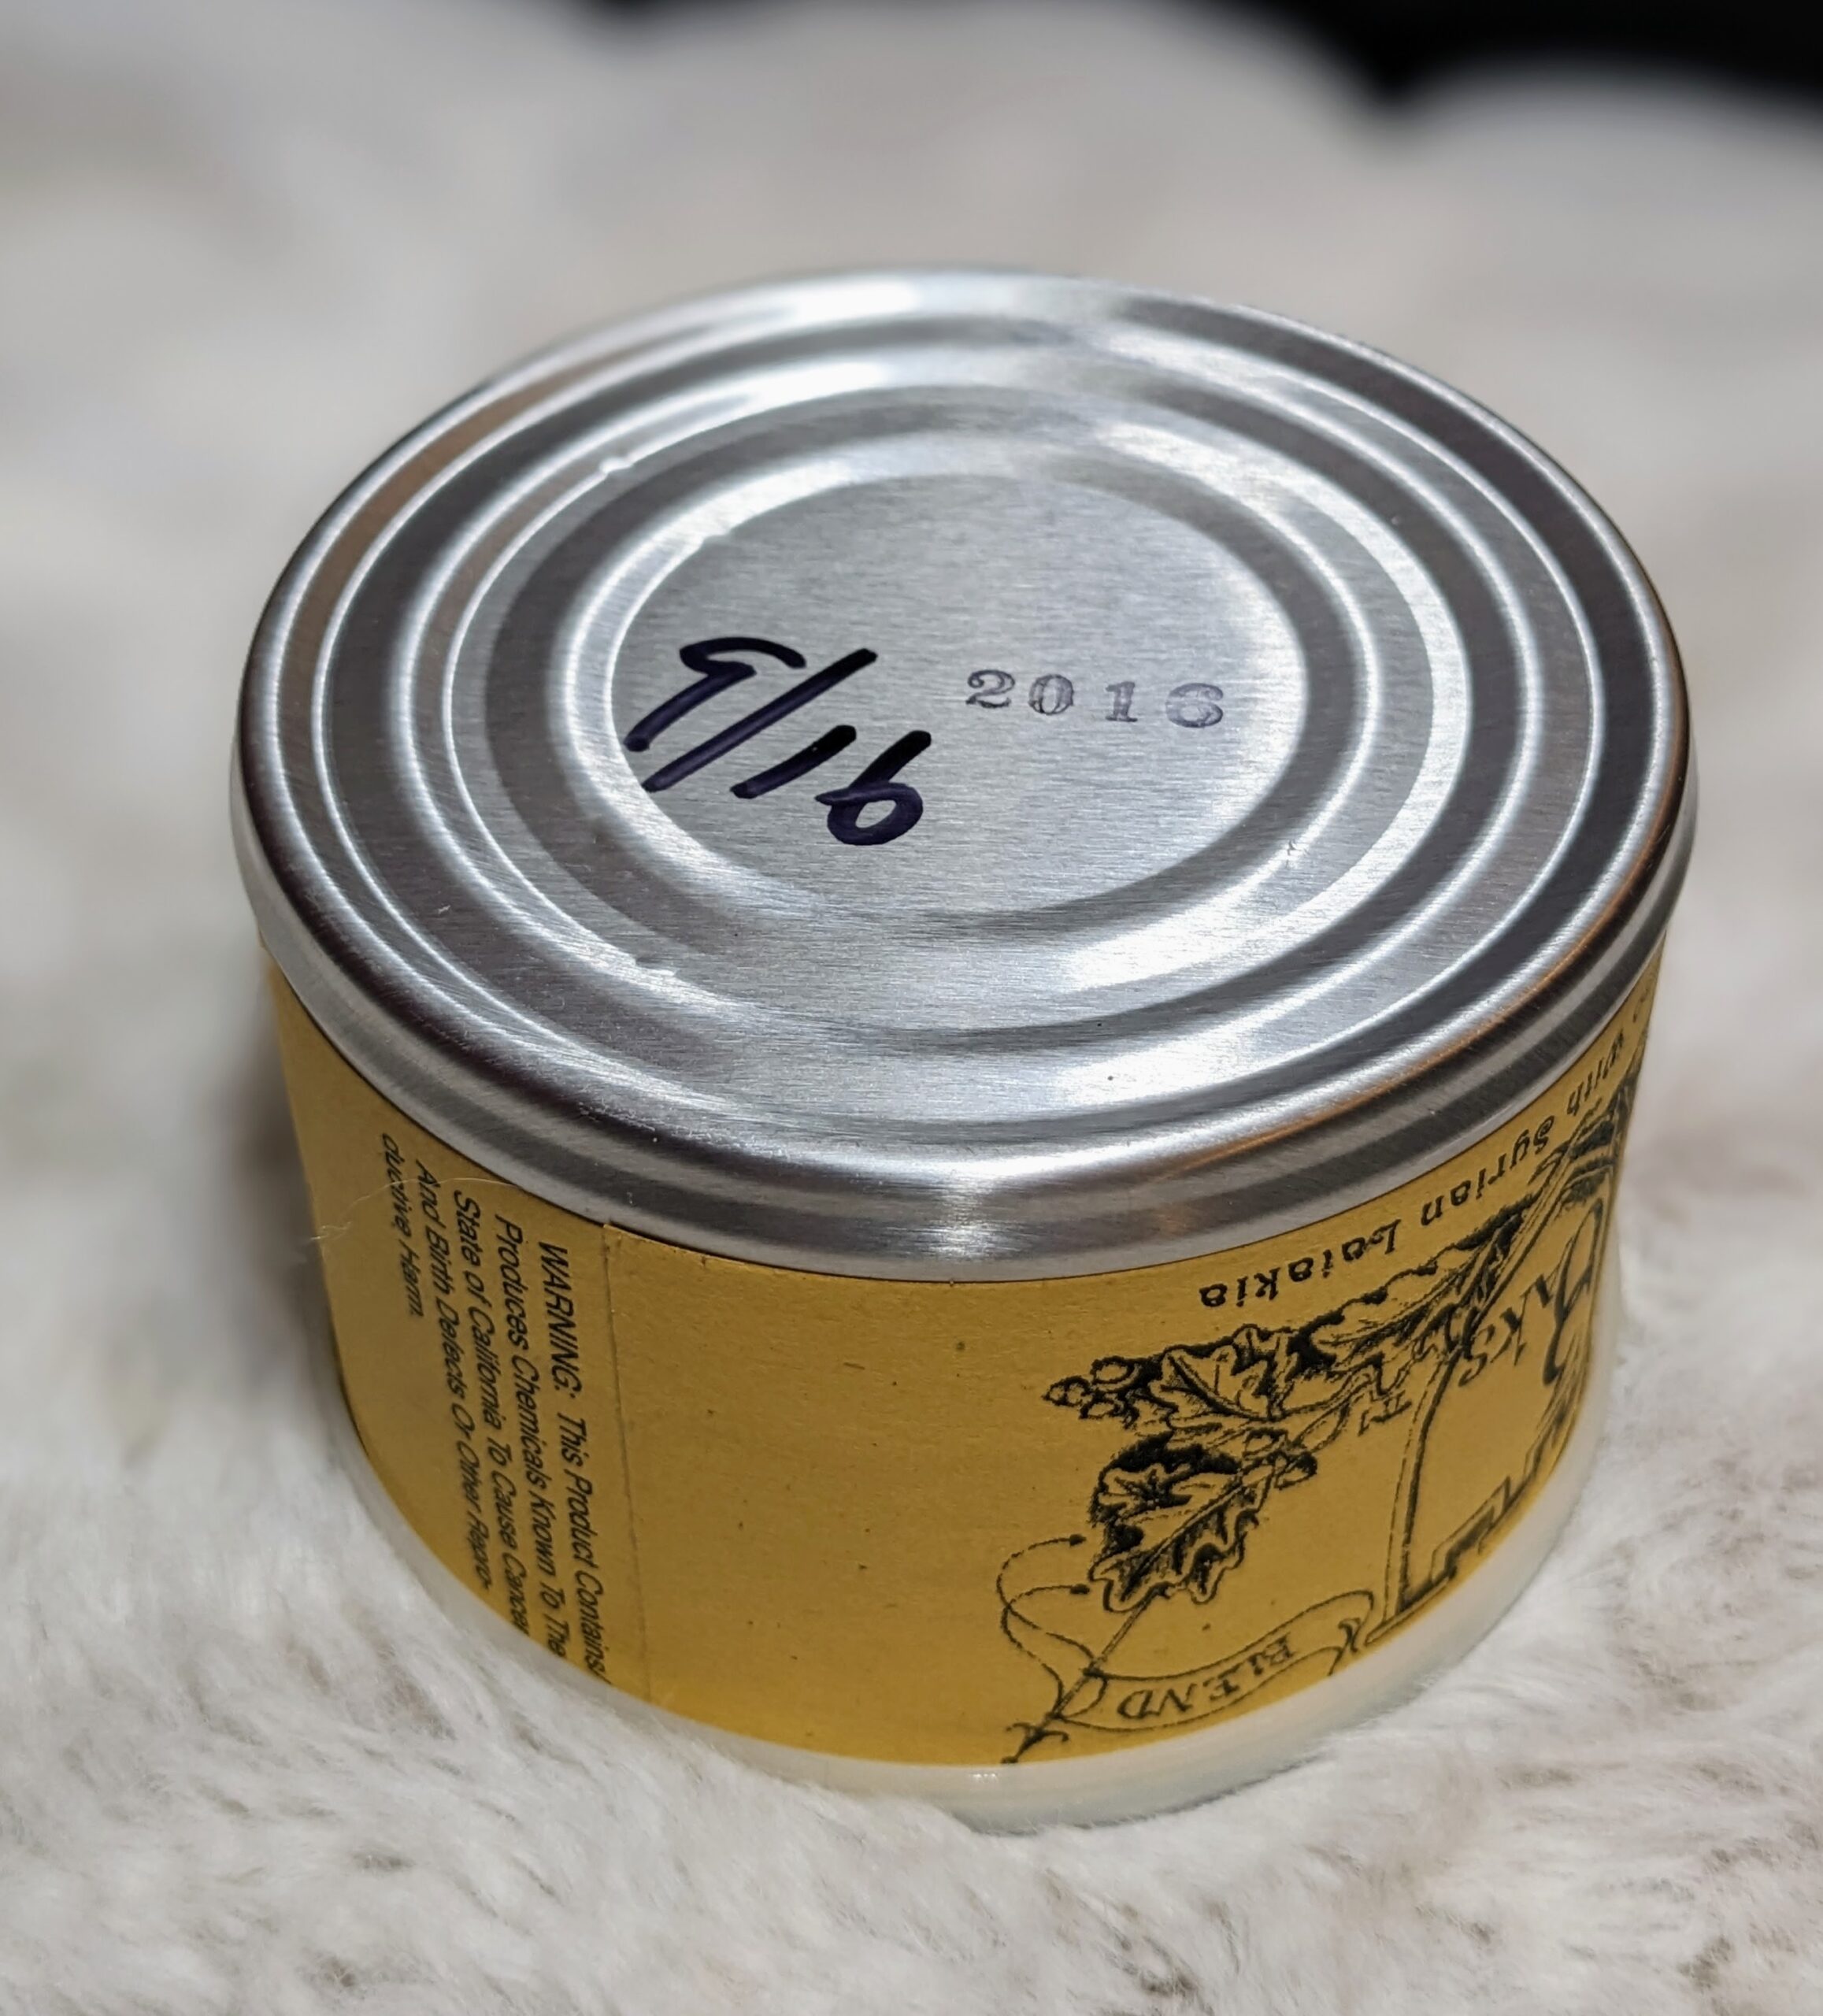 9/16
2016
With Syrian Latakia
OAKS
BLEND
WARNING: This Product Contains/
Produces Chemicals Known To The
State of California To Cause Cancer
And Birth Defects Or Other Repro-
ductive Harm.